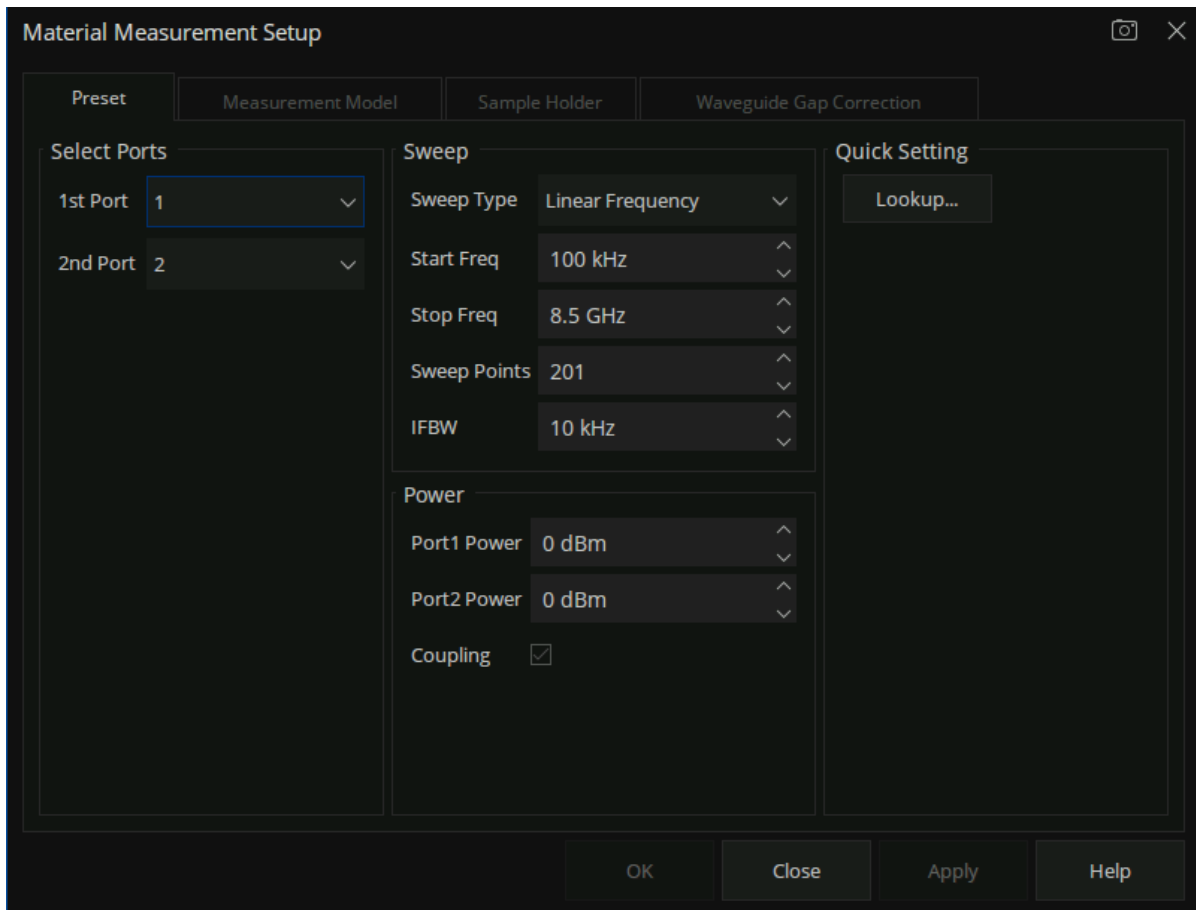 Material Measurement Setup
Preset
Measurement Model
Sample Holder
Waveguide Gap Correction
Select Ports
1st Port 1
2nd Port 2
Sweep
Sweep Type Linear Frequency
Start Freq 100 kHz
Stop Freq 8.5 GHz
Sweep Points 201
IFBW 10 kHz
Power
Port1 Power 0 dBm
Port2 Power 0 dBm
Coupling
Quick Setting
Lookup...
OK
Close
Apply
Help